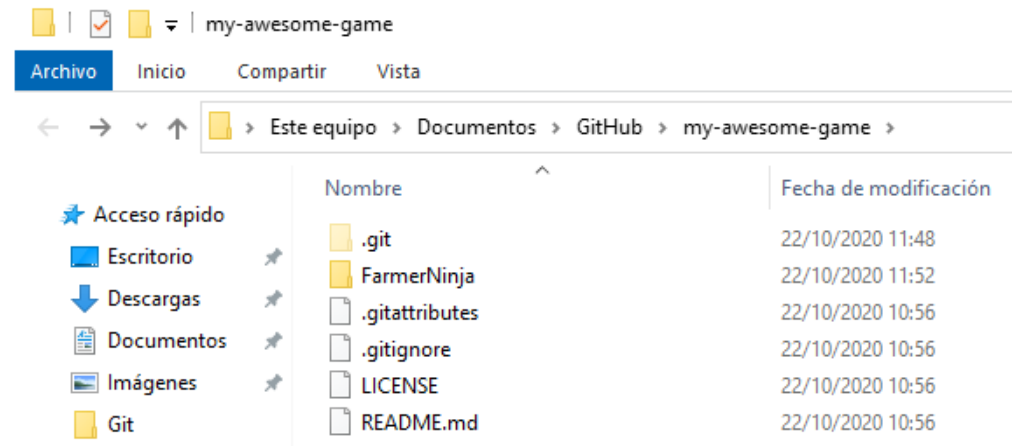 my-awesome-game
Archivo Inicio Compartir Vista
Este equipo > Documentos > GitHub > my-awesome-game >
Nombre Fecha de modificación
Acceso rápido
Escritorio
Descargas
Documentos
Imágenes
Git
.git 22/10/2020 11:48
FarmerNinja 22/10/2020 11:52
.gitattributes 22/10/2020 10:56
.gitignore 22/10/2020 10:56
LICENSE 22/10/2020 10:56
README.md 22/10/2020 10:56